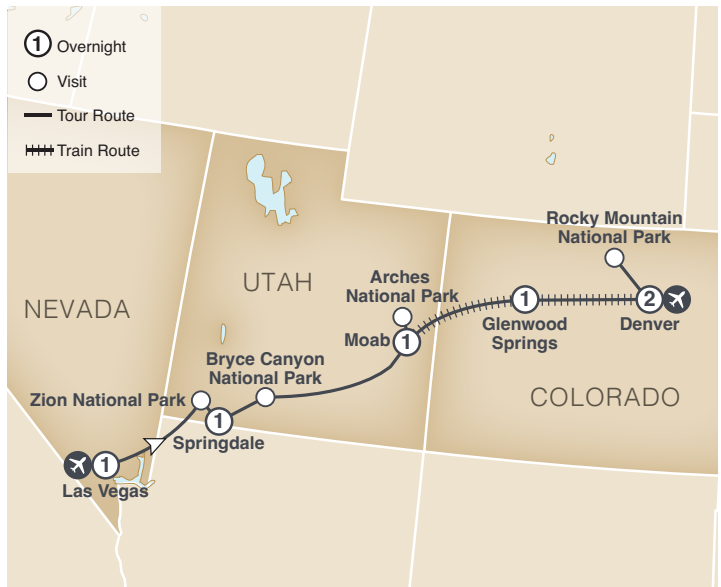 1 Overnight
Visit
Tour Route
Train Route
Rocky Mountain
National Park
Arches
National Park
UTAH
NEVADA
1
2
Glenwood
Springs
Denver
Moab
1
Bryce Canyon
National Park
Zion National Park
COLORADO
1
Springdale
1
Las Vegas